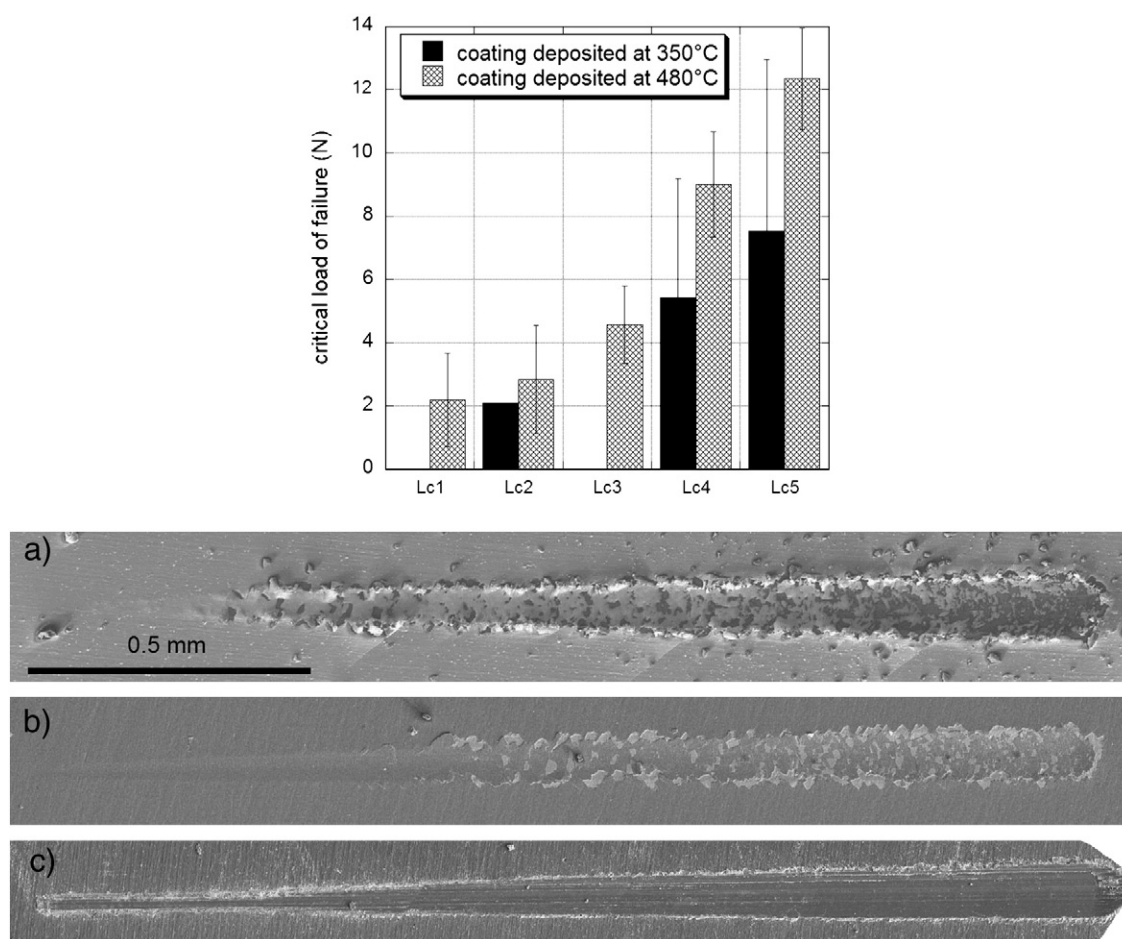 14
12
10
8
6
4
2
0
critical load of failure (N)
coating deposited at 350°C
coating deposited at 480°C
Lc1 Lc2 Lc3 Lc4 Lc5
a)
0.5 mm
b)
c)